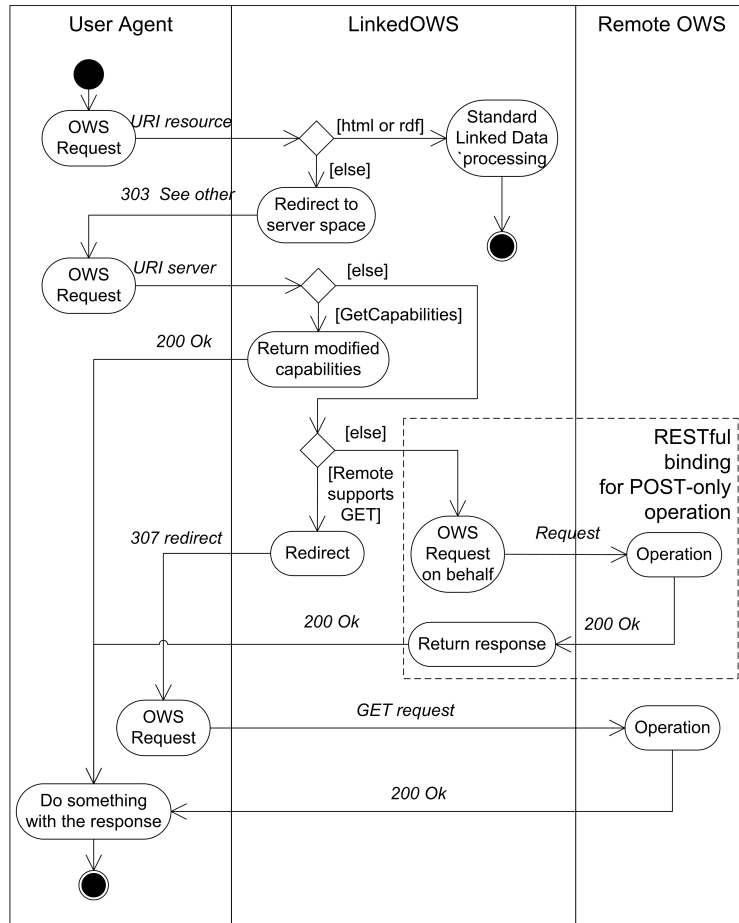 User Agent
LinkedOWS
Remote OWS
OWS
Request
URI resource
[html or rdf]
Standard
Linked Data
`processing
[else]
303 See other
Redirect to
server space
OWS
Request
URI server
[else]
[GetCapabilities]
200 Ok
Return modified
capabilities
[else]
RESTful
binding
for POST-only
operation
[Remote
supports
GET]
307 redirect
Redirect
OWS
Request
on behalf
Request
Operation
200 Ok
Return response
200 Ok
OWS
Request
GET request
Operation
Do something
with the response
200 Ok